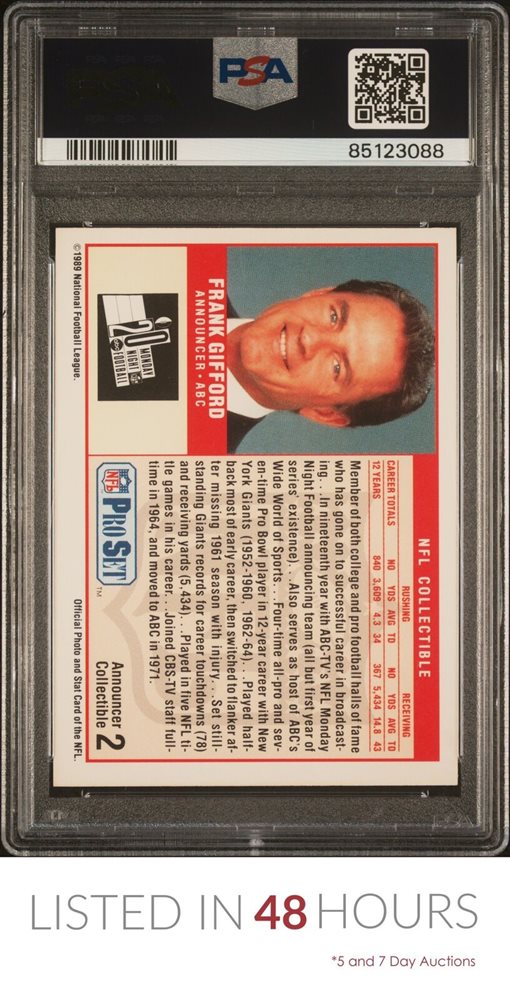 PSA
85123088
NFL COLLECTIBLE
RUSHING RECEIVING
CAREER TOTALS NO YDS AVG TD NO YDS AVG TD
12 YEARS 840 3,609 4.3 34 367 5,434 14.8 43
Member of both college and pro football halls of fame
who has gone on to successful career in broadcast-
ing. . .In nineteenth year with ABC-TV's NFL Monday
Night Football announcing team (all but first year of
series' existence). . .Also serves as host of ABC's
Wide World of Sports. . .Four-time all-pro and sev-
en-time Pro Bowl player in 12-year career with New
York Giants (1952-1960, 1962-64). . .Played half-
back most of early career, then switched to flanker af-
ter missing 1961 season with injury. . .Set still-
standing Giants records for career touchdowns (78)
and receiving yards (5,434). . .Played in five NFL ti-
tle games in his career. . .Joined CBS-TV staff full-
time in 1964, and moved to ABC in 1971.
FRANK GIFFORD
ANNOUNCER • ABC
20
MONDAY
NIGHT
FOOTBALL
NFL PRO SET™
Announcer
Collectible 2
©1989 National Football League.
Official Photo and Stat Card of the NFL.
LISTED IN 48 HOURS
*5 and 7 Day Auctions